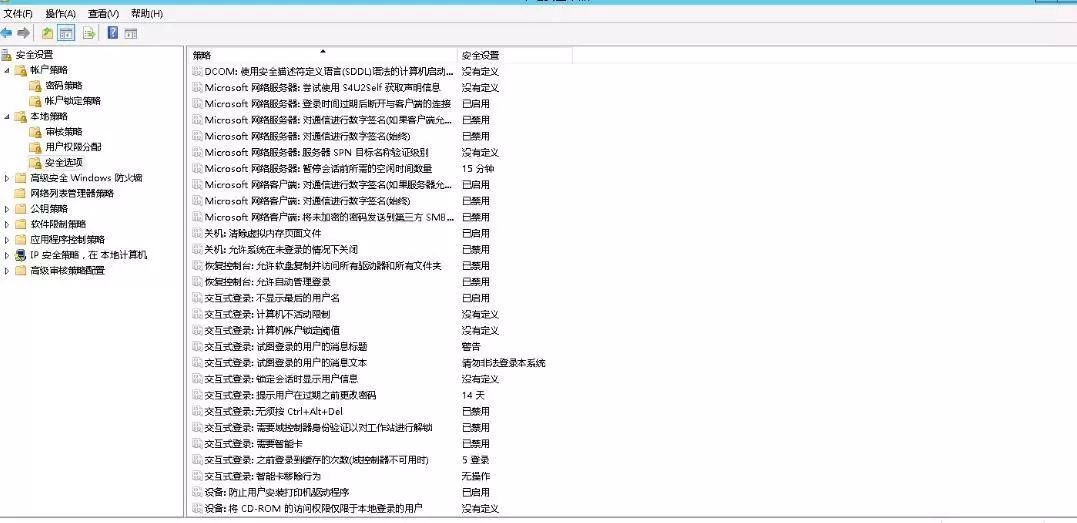 文件(F) 操作(A) 查看(V) 帮助(H)
安全设置
帐户策略
密码策略
帐户锁定策略
本地策略
审核策略
用户权限分配
安全选项
高级安全 Windows 防火墙
网络列表管理器策略
公钥策略
软件限制策略
应用程序控制策略
IP 安全策略，在 本地计算机
高级审核策略配置
策略 安全设置
DCOM: 使用安全描述符定义语言(SDDL)语法的计算机启动... 没有定义
Microsoft 网络服务器: 尝试使用 S4U2Self 获取声明信息 没有定义
Microsoft 网络服务器: 登录时间过期后断开与客户端的连接 已启用
Microsoft 网络服务器: 对通信进行数字签名(如果客户端允... 已禁用
Microsoft 网络服务器: 对通信进行数字签名(始终) 已禁用
Microsoft 网络服务器: 服务器 SPN 目标名称验证级别 没有定义
Microsoft 网络服务器: 暂停会话前所需的空闲时间数量 15 分钟
Microsoft 网络客户端: 对通信进行数字签名(如果服务器允... 已启用
Microsoft 网络客户端: 对通信进行数字签名(始终) 已禁用
Microsoft 网络客户端: 将未加密的密码发送到第三方 SMB... 已禁用
关机: 清除虚拟内存页面文件 已启用
关机: 允许系统在未登录的情况下关闭 已禁用
恢复控制台: 允许软盘复制并访问所有驱动器和所有文件夹 已禁用
恢复控制台: 允许自动管理登录 已禁用
交互式登录: 不显示最后的用户名 已启用
交互式登录: 计算机不活动限制 没有定义
交互式登录: 计算机帐户锁定阈值 没有定义
交互式登录: 试图登录的用户的消息标题 警告
交互式登录: 试图登录的用户的消息文本 请勿非法登录本系统
交互式登录: 锁定会话时显示用户信息 没有定义
交互式登录: 提示用户在过期之前更改密码 14 天
交互式登录: 无须按 Ctrl+Alt+Del 已禁用
交互式登录: 需要域控制器身份验证以对工作站进行解锁 已禁用
交互式登录: 需要智能卡 已禁用
交互式登录: 之前登录到缓存的次数(域控制器不可用时) 5 登录
交互式登录: 智能卡移除行为 无操作
设备: 防止用户安装打印机驱动程序 已启用
设备: 将 CD-ROM 的访问权限仅限于本地登录的用户 没有定义